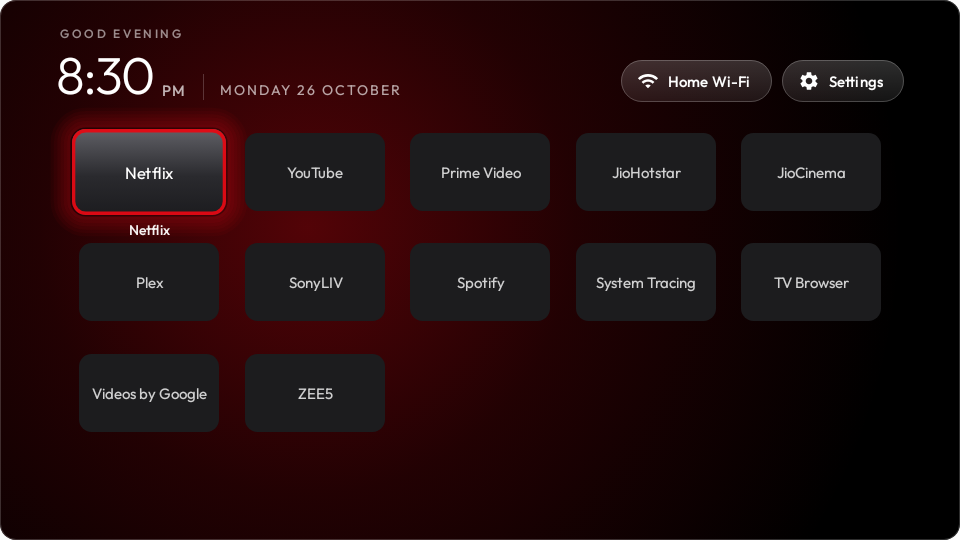 GOOD EVENING
8:30 PM
MONDAY 26 OCTOBER
Home Wi-Fi
Settings
Netflix
YouTube
Prime Video
JioHotstar
JioCinema
Netflix
Plex
SonyLIV
Spotify
System Tracing
TV Browser
Videos by Google
ZEE5